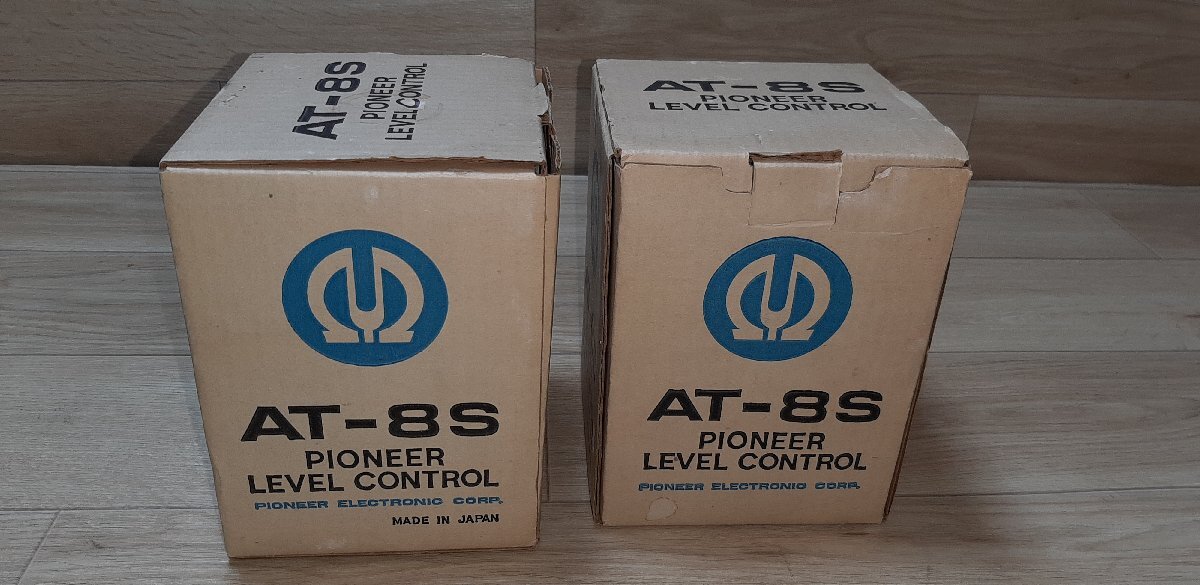 AT-8S
PIONEER
LEVEL CONTROL
AT-8S
PIONEER
LEVEL CONTROL
PIONEER ELECTRONIC CORP.
MADE IN JAPAN
AT-8S
PIONEER
LEVEL CONTROL
AT-8S
PIONEER
LEVEL CONTROL
PIONEER ELECTRONIC CORP.